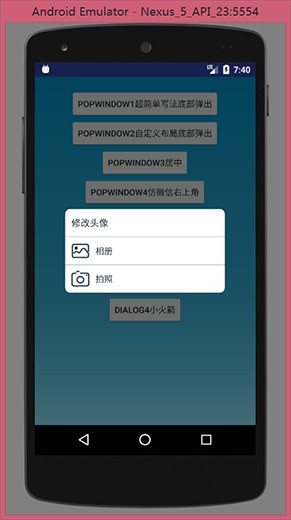 Android Emulator - Nexus_5_API_23:5554
LTE 7:40
POPWINDOW1超简单写法底部弹出
POPWINDOW2自定义布局底部弹出
POPWINDOW3居中
POPWINDOW4仿微信右上角
修改头像
相册
拍照
DIALOG4小火箭